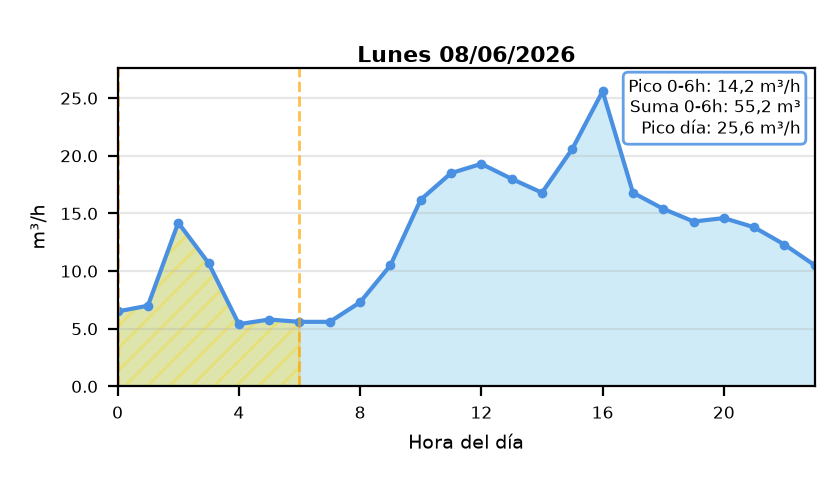 Lunes 08/06/2026
Pico 0-6h: 14,2 m³/h
Suma 0-6h: 55,2 m³
Pico día: 25,6 m³/h
m³/h
25.0
20.0
15.0
10.0
5.0
0.0
0 4 8 12 16 20
Hora del día